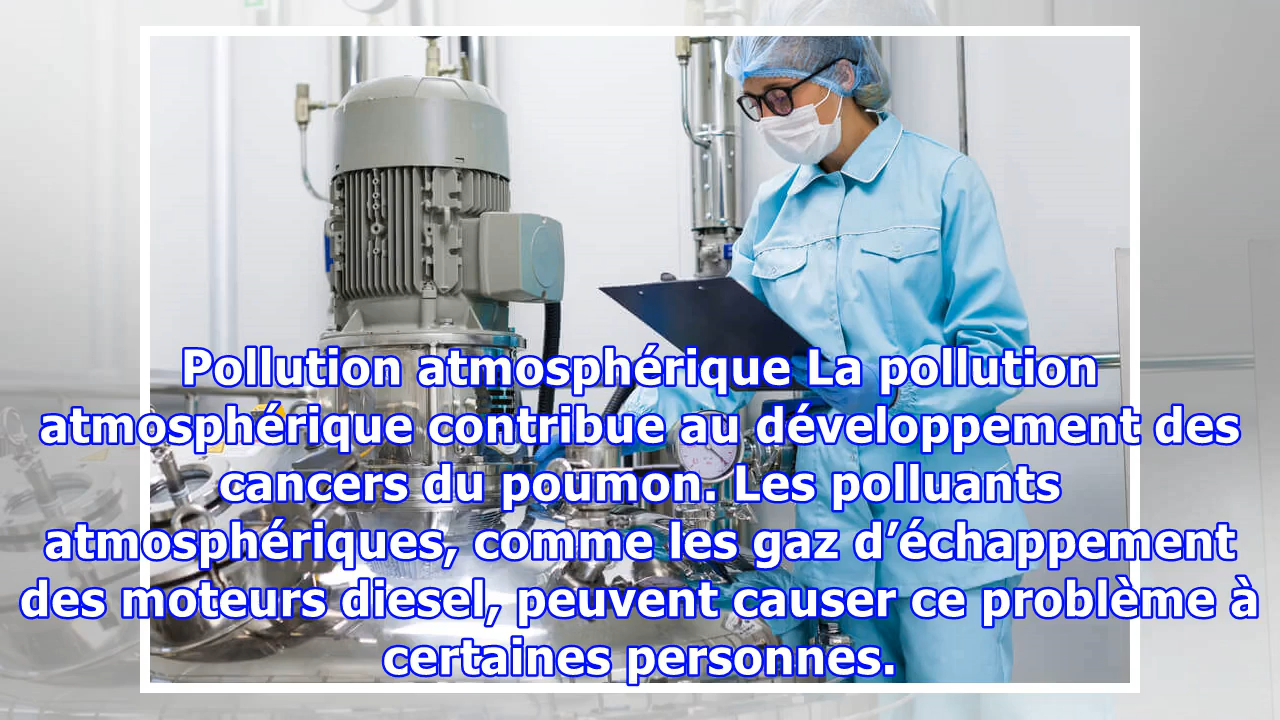 Pollution atmosphérique La pollution
atmosphérique contribue au développement des
cancers du poumon. Les polluants
atmosphériques, comme les gaz d’échappement
des moteurs diesel, peuvent causer ce problème à
certaines personnes.